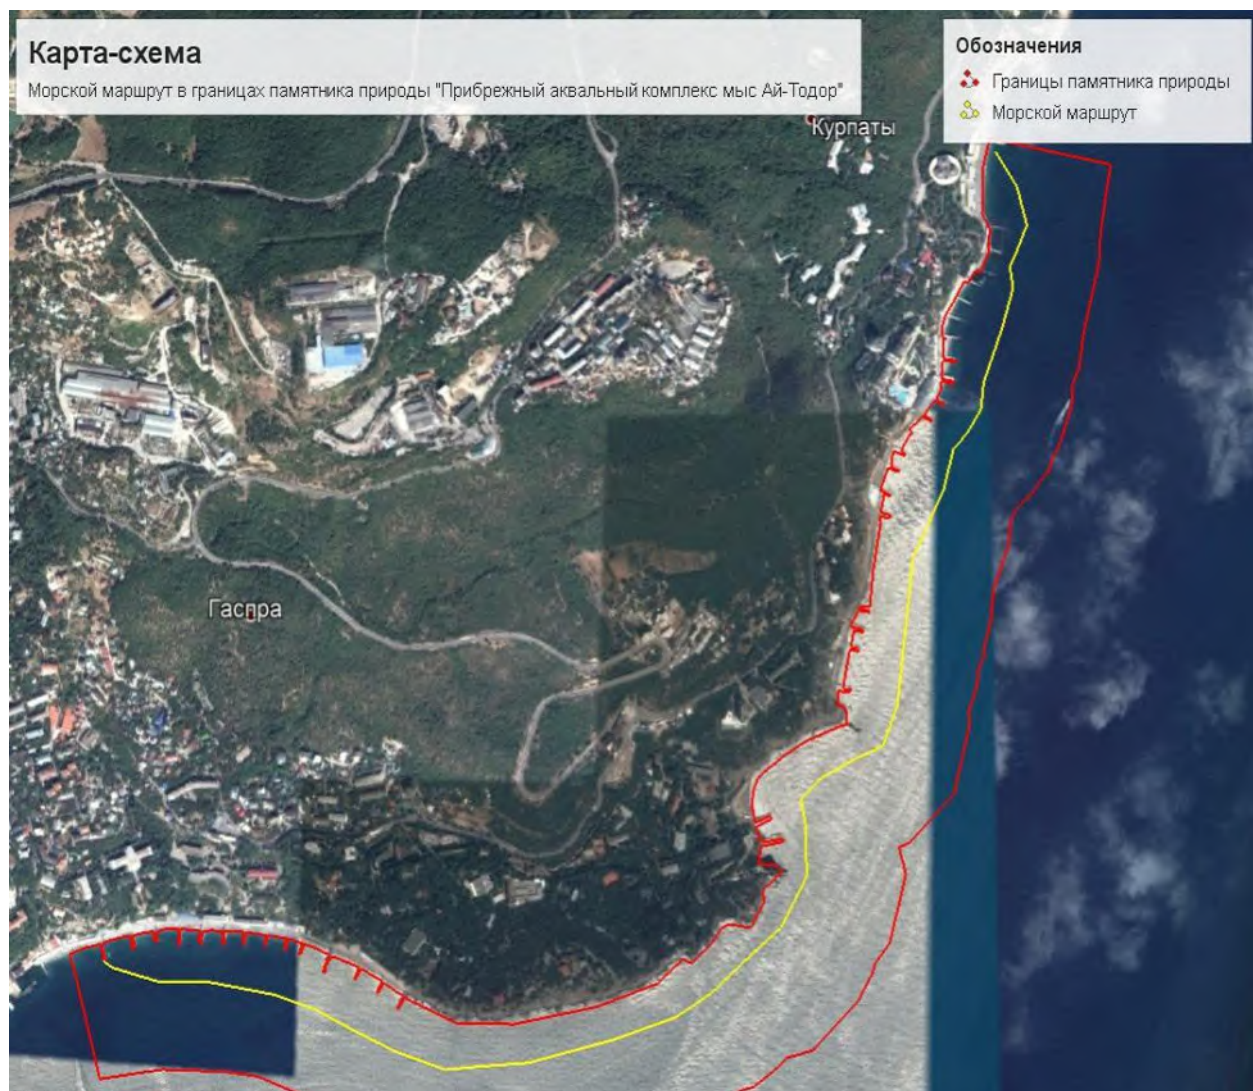 Карта-схема
Морской маршрут в границах памятника природы "Прибрежный аквальный комплекс мыс Ай-Тодор"
Обозначения
Границы памятника природы
Морской маршрут
Курпаты
Гаспра